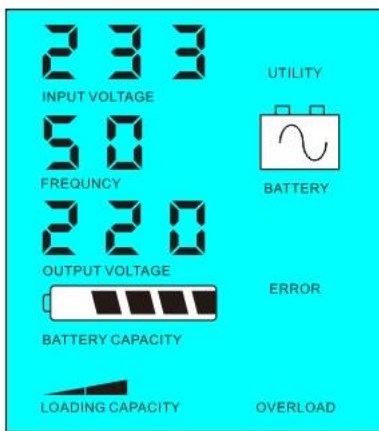 233
UTILITY
INPUT VOLTAGE
50
FREQUNCY
BATTERY
220
OUTPUT VOLTAGE
ERROR
BATTERY CAPACITY
LOADING CAPACITY
OVERLOAD